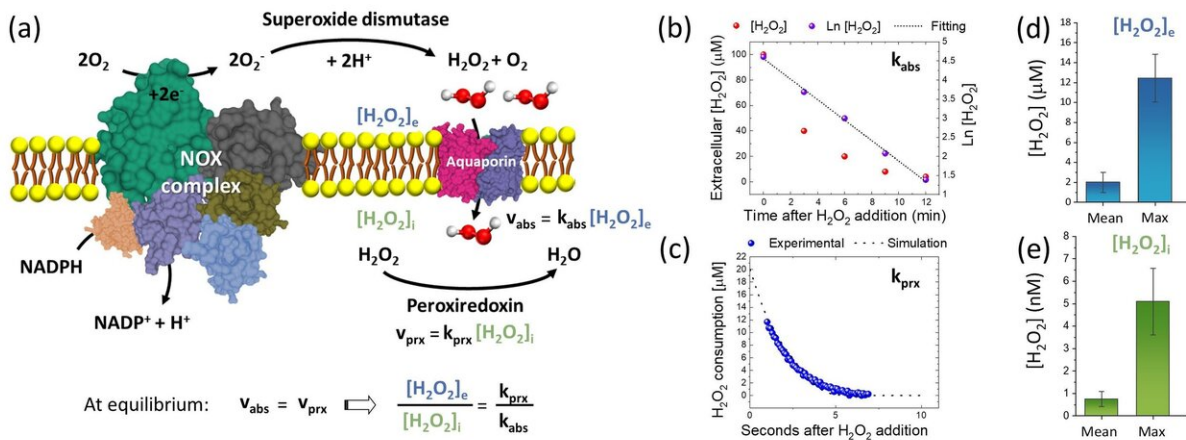 (a)
Superoxide dismutase
2O₂
2O₂⁻
+ 2H⁺
H₂O₂ + O₂
+2e⁻
[H₂O₂]e
NOX
complex
Aquaporin
[H₂O₂]i
vabs = kabs [H₂O₂]e
NADPH
H₂O₂
H₂O
Peroxiredoxin
NADP⁺ + H⁺
vprx = kprx [H₂O₂]i
At equilibrium: vabs = vprx ⇨ [H₂O₂]e / [H₂O₂]i = kprx / kabs
(b)
[H₂O₂] Ln [H₂O₂] Fitting
kabs
Extracellular [H₂O₂] (μM)
100
80
60
40
20
0
Ln [H₂O₂]
5
4.5
4
3.5
3
2.5
2
1.5
1
0 2 4 6 8 10 12
Time after H₂O₂ addition (min)
(c)
Experimental Simulation
kprx
H₂O₂ consumption [μM]
22
20
18
16
14
12
10
8
6
4
2
0
0 5 10
Seconds after H₂O₂ addition
(d)
[H₂O₂]e
[H₂O₂] (μM)
18
16
14
12
10
8
6
4
2
0
Mean Max
(e)
[H₂O₂]i
[H₂O₂] (nM)
8
7
6
5
4
3
2
1
0
Mean Max